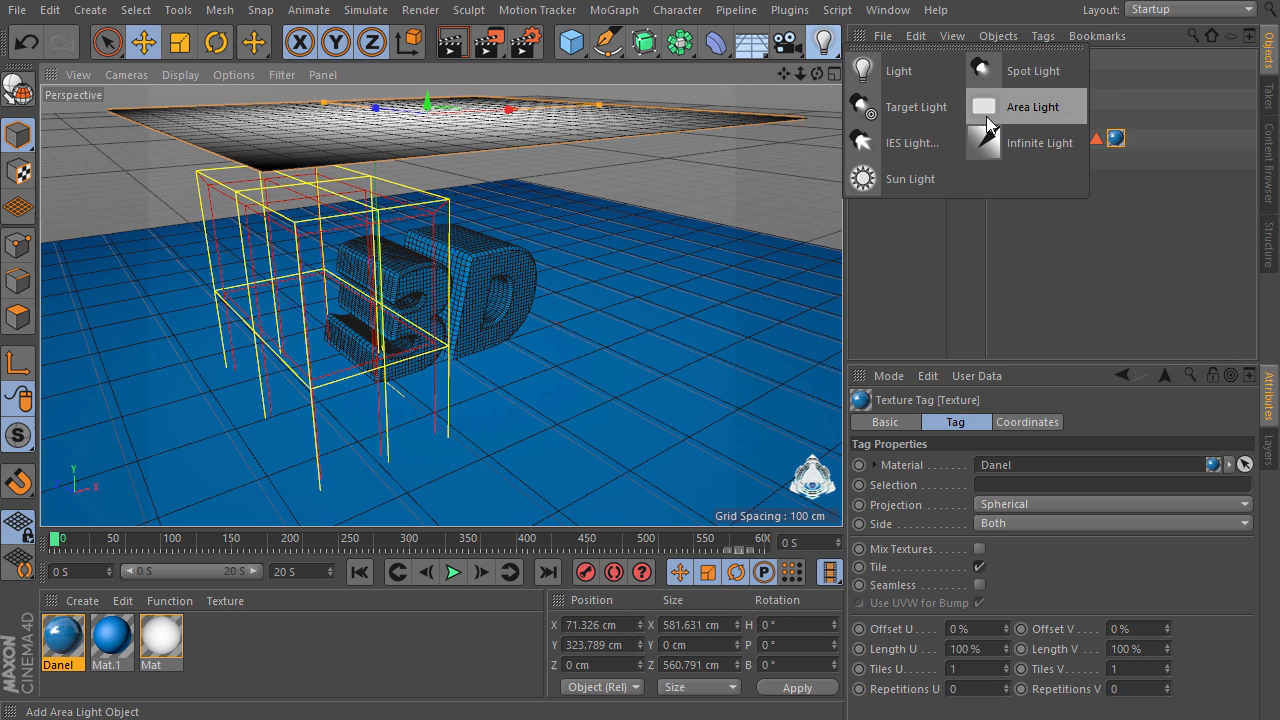 File Edit Create Select Tools Mesh Snap Animate Simulate Render Sculpt Motion Tracker MoGraph Character Pipeline Plugins Script Window Help Layout: Startup
X Y Z
File Edit View Objects Tags Bookmarks
View Cameras Display Options Filter Panel
Perspective
Light Spot Light
Target Light Area Light
IES Light... Infinite Light
Sun Light
Objects
Takes
Content Browser
Structure
Y
X
Grid Spacing : 100 cm
0 50 100 150 200 250 300 350 400 450 500 550 600 0 S
0 S 0 S 20 S 20 S
Mode Edit User Data
Texture Tag [Texture]
Basic Tag Coordinates
Tag Properties
Material Danel
Selection
Projection Spherical
Side Both
Mix Textures
Tile
Seamless
Use UVW for Bump
Offset U 0 % Offset V 0 %
Length U 100 % Length V 100 %
Tiles U 1 Tiles V 1
Repetitions U 0 Repetitions V 0
Attributes
Layers
Create Edit Function Texture
Danel Mat.1 Mat
Position Size Rotation
X 71.326 cm X 581.631 cm H 0 °
Y 323.789 cm Y 0 cm P 0 °
Z 0 cm Z 560.791 cm B 0 °
Object (Rel) Size Apply
MAXON CINEMA 4D
Add Area Light Object